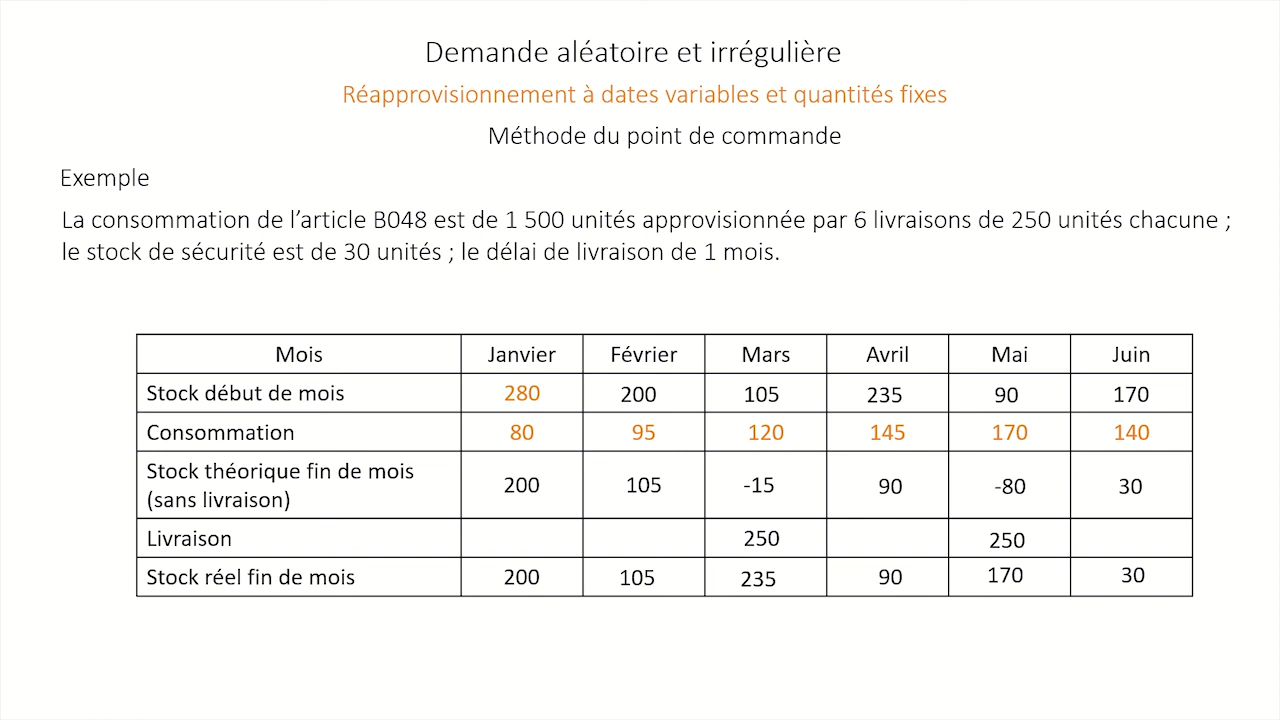 Demande aléatoire et irrégulière
Réapprovisionnement à dates variables et quantités fixes
Méthode du point de commande
Exemple
La consommation de l’article B048 est de 1 500 unités approvisionnée par 6 livraisons de 250 unités chacune ;
le stock de sécurité est de 30 unités ; le délai de livraison de 1 mois.
Mois Janvier Février Mars Avril Mai Juin
Stock début de mois 280 200 105 235 90 170
Consommation 80 95 120 145 170 140
Stock théorique fin de mois
(sans livraison) 200 105 -15 90 -80 30
Livraison 250 250
Stock réel fin de mois 200 105 235 90 170 30